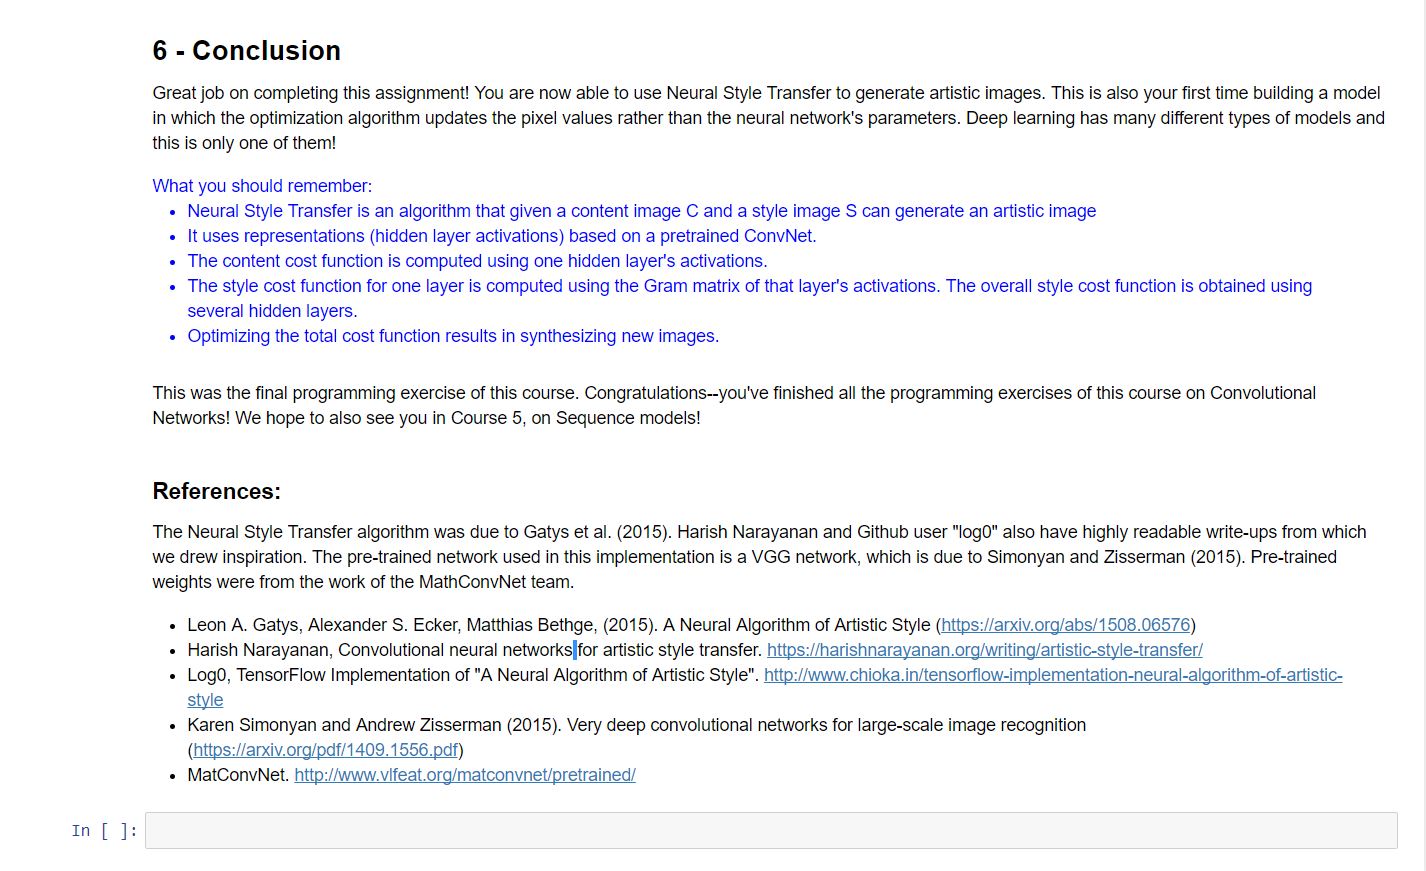 6 - Conclusion
Great job on completing this assignment! You are now able to use Neural Style Transfer to generate artistic images. This is also your first time building a model
in which the optimization algorithm updates the pixel values rather than the neural network's parameters. Deep learning has many different types of models and
this is only one of them!
What you should remember:
• Neural Style Transfer is an algorithm that given a content image C and a style image S can generate an artistic image
• It uses representations (hidden layer activations) based on a pretrained ConvNet.
• The content cost function is computed using one hidden layer's activations.
• The style cost function for one layer is computed using the Gram matrix of that layer's activations. The overall style cost function is obtained using
several hidden layers.
• Optimizing the total cost function results in synthesizing new images.
This was the final programming exercise of this course. Congratulations--you've finished all the programming exercises of this course on Convolutional
Networks! We hope to also see you in Course 5, on Sequence models!
References:
The Neural Style Transfer algorithm was due to Gatys et al. (2015). Harish Narayanan and Github user "log0" also have highly readable write-ups from which
we drew inspiration. The pre-trained network used in this implementation is a VGG network, which is due to Simonyan and Zisserman (2015). Pre-trained
weights were from the work of the MathConvNet team.
• Leon A. Gatys, Alexander S. Ecker, Matthias Bethge, (2015). A Neural Algorithm of Artistic Style (https://arxiv.org/abs/1508.06576)
• Harish Narayanan, Convolutional neural networks for artistic style transfer. https://harishnarayanan.org/writing/artistic-style-transfer/
• Log0, TensorFlow Implementation of "A Neural Algorithm of Artistic Style". http://www.chioka.in/tensorflow-implementation-neural-algorithm-of-artistic-
style
• Karen Simonyan and Andrew Zisserman (2015). Very deep convolutional networks for large-scale image recognition
(https://arxiv.org/pdf/1409.1556.pdf)
• MatConvNet. http://www.vlfeat.org/matconvnet/pretrained/
In [ ]: